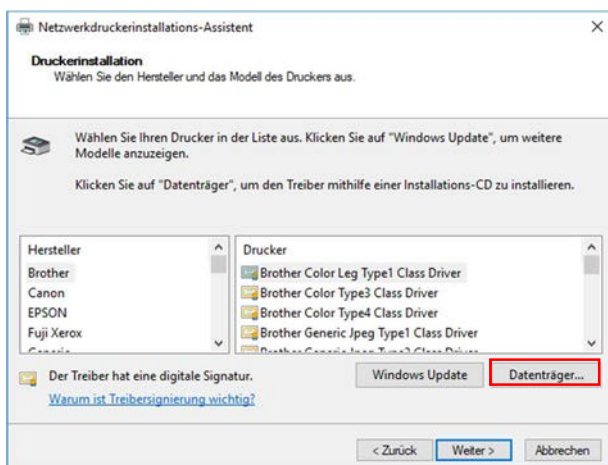 Netzwerkdruckerinstallations-Assistent
Druckerinstallation
Wählen Sie den Hersteller und das Modell des Druckers aus.
Wählen Sie Ihren Drucker in der Liste aus. Klicken Sie auf "Windows Update", um weitere
Modelle anzuzeigen.
Klicken Sie auf "Datenträger", um den Treiber mithilfe einer Installations-CD zu installieren.
Hersteller
Brother
Canon
EPSON
Fuji Xerox
Drucker
Brother Color Leg Type1 Class Driver
Brother Color Type3 Class Driver
Brother Color Type4 Class Driver
Brother Generic Jpeg Type1 Class Driver
Der Treiber hat eine digitale Signatur.
Warum ist Treibersignierung wichtig?
Windows Update
Datenträger...
< Zurück
Weiter >
Abbrechen